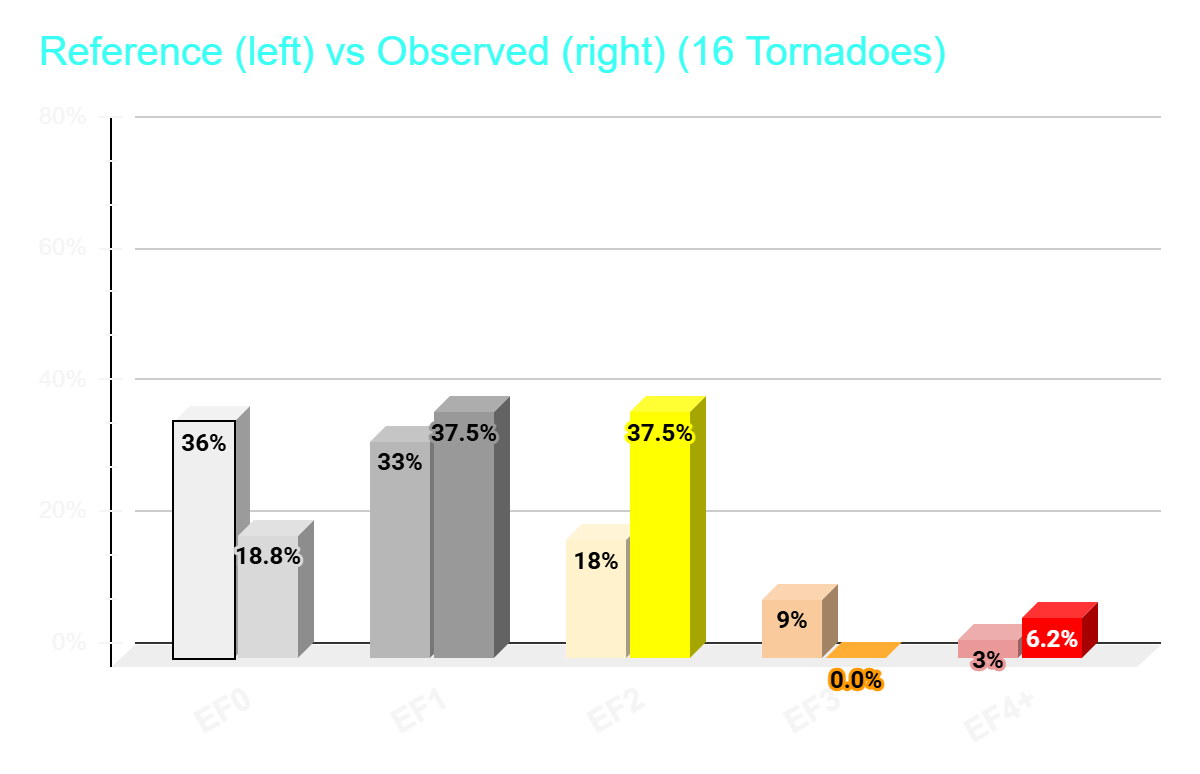 Reference (left) vs Observed (right) (16 Tornadoes)
80%
60%
40%
20%
0%
36%
18.8%
33%
37.5%
18%
37.5%
9%
0.0%
3%
6.2%
EF0
EF1
EF2
EF3
EF4+